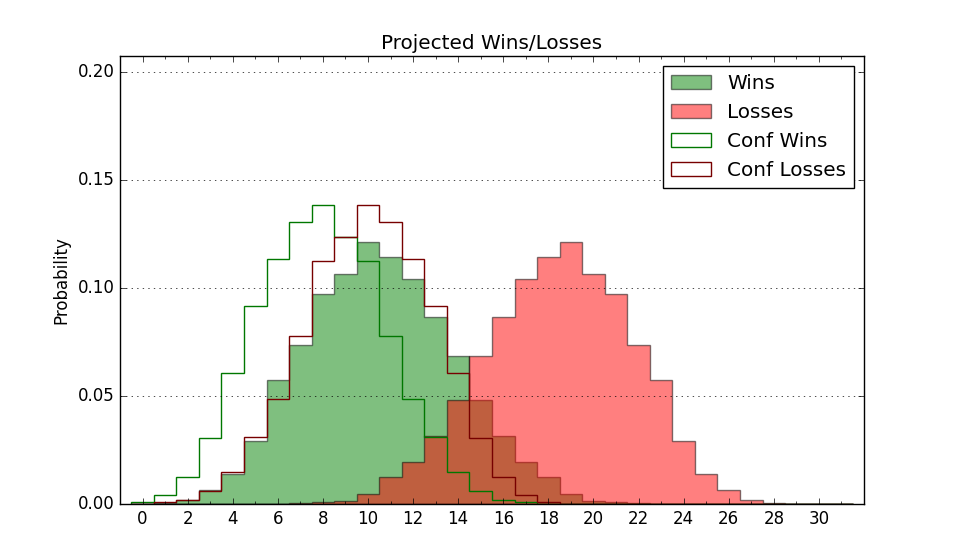 Projected Wins/Losses
Probability
0.20
0.15
0.10
0.05
0.00
Wins
Losses
Conf Wins
Conf Losses
0 2 4 6 8 10 12 14 16 18 20 22 24 26 28 30